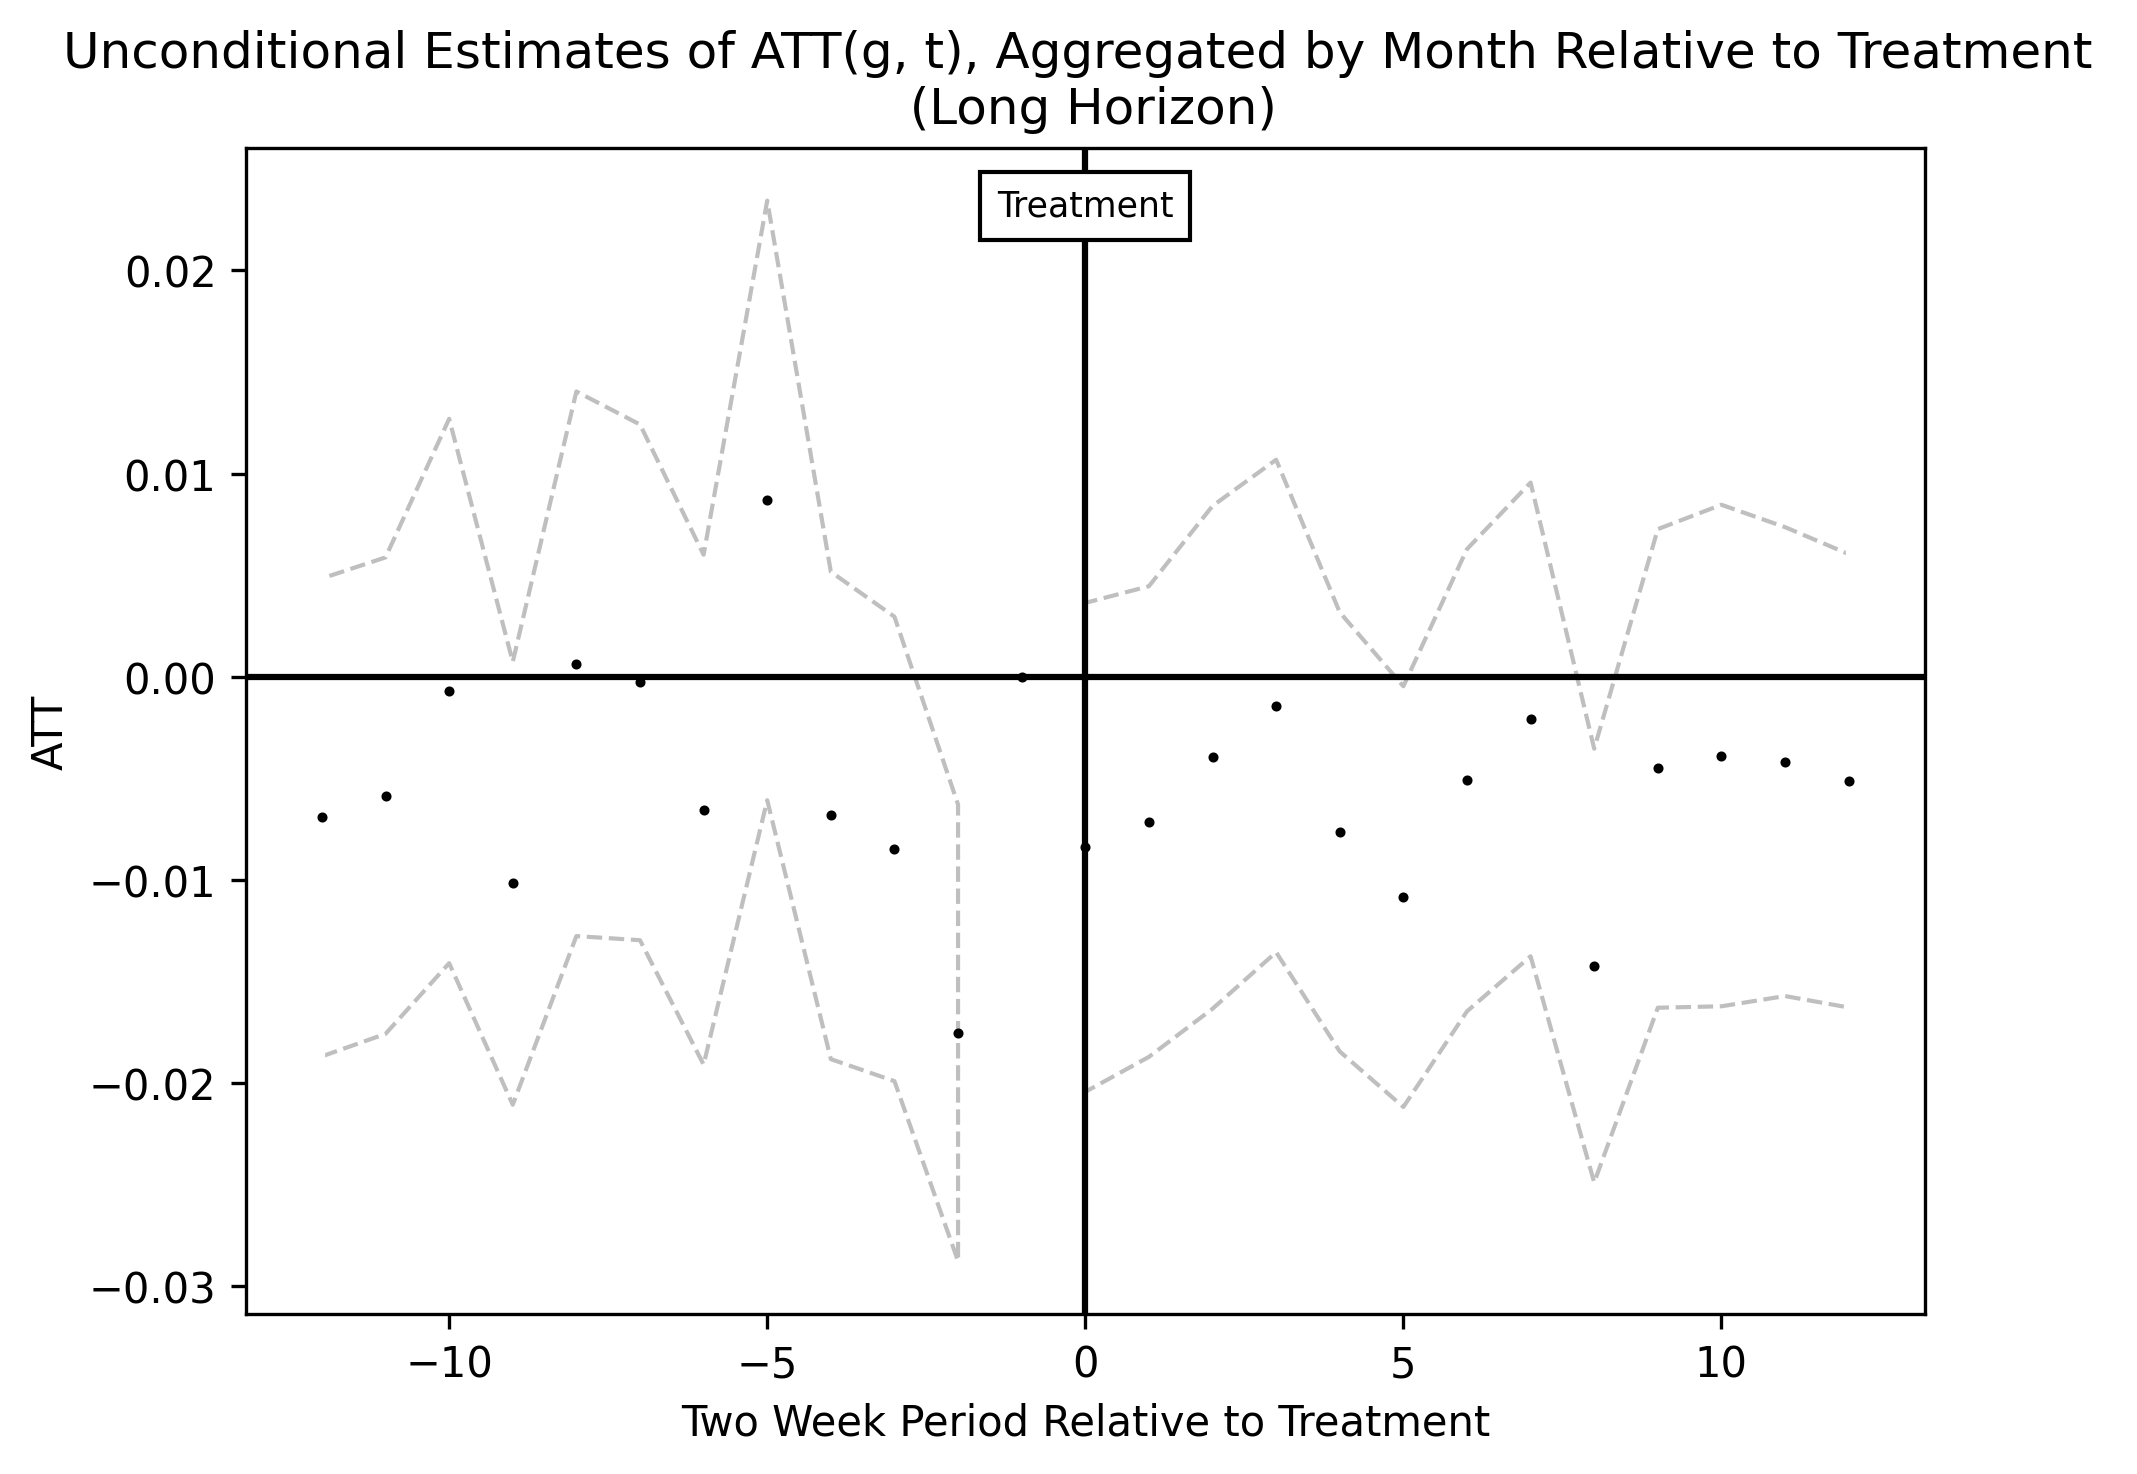 Unconditional Estimates of ATT(g, t), Aggregated by Month Relative to Treatment
(Long Horizon)
Treatment
0.02
0.01
0.00
−0.01
−0.02
−0.03
ATT
−10
−5
0
5
10
Two Week Period Relative to Treatment